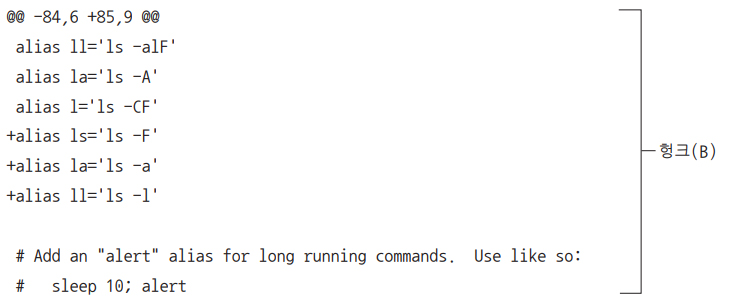 @@ -84,6 +85,9 @@
 alias ll='ls -alF'
 alias la='ls -A'
 alias l='ls -CF'
+alias ls='ls -F'
+alias la='ls -a'
+alias ll='ls -l'

 # Add an "alert" alias for long running commands.  Use like so:
 #   sleep 10; alert
헝크(B)